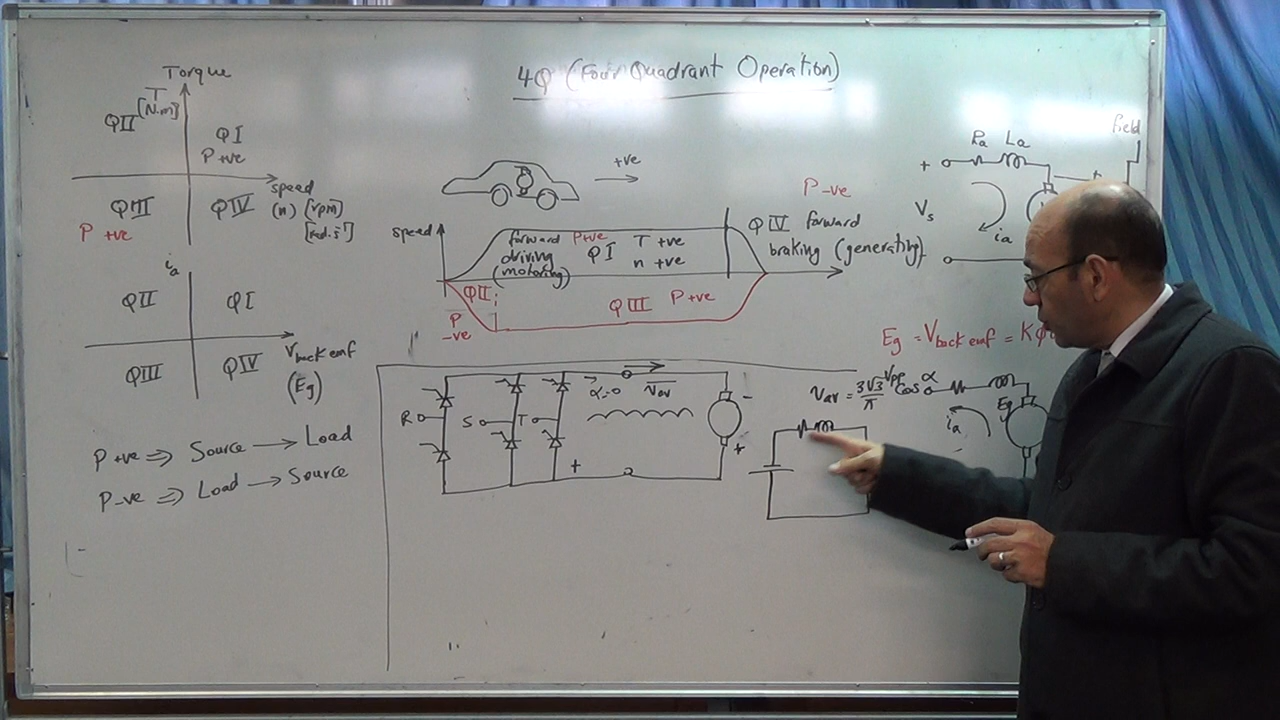 4Q (Four Quadrant Operation)
Torque
T
[N.m]
QII
QI
P +ve
QIII
P +ve
QIV
speed
(n) [rpm]
ia
QII
QI
QIII
QIV
Vback emf
(Eg)
P +ve ⇒ Source → Load
P -ve ⇒ Load → Source
+ve
speed
forward
driving
(motoring)
P+ve
QI
T +ve
n +ve
P -ve
QIV forward
braking (generating)
QII
P
-ve
QIII P +ve
field
Ra La
+
Vs
ia
Eg = Vback emf = KΦ
R
S
T
α=0
Vav
+
-
+
Vav = 3√3 Vpp Cos α
π
ia
Eg